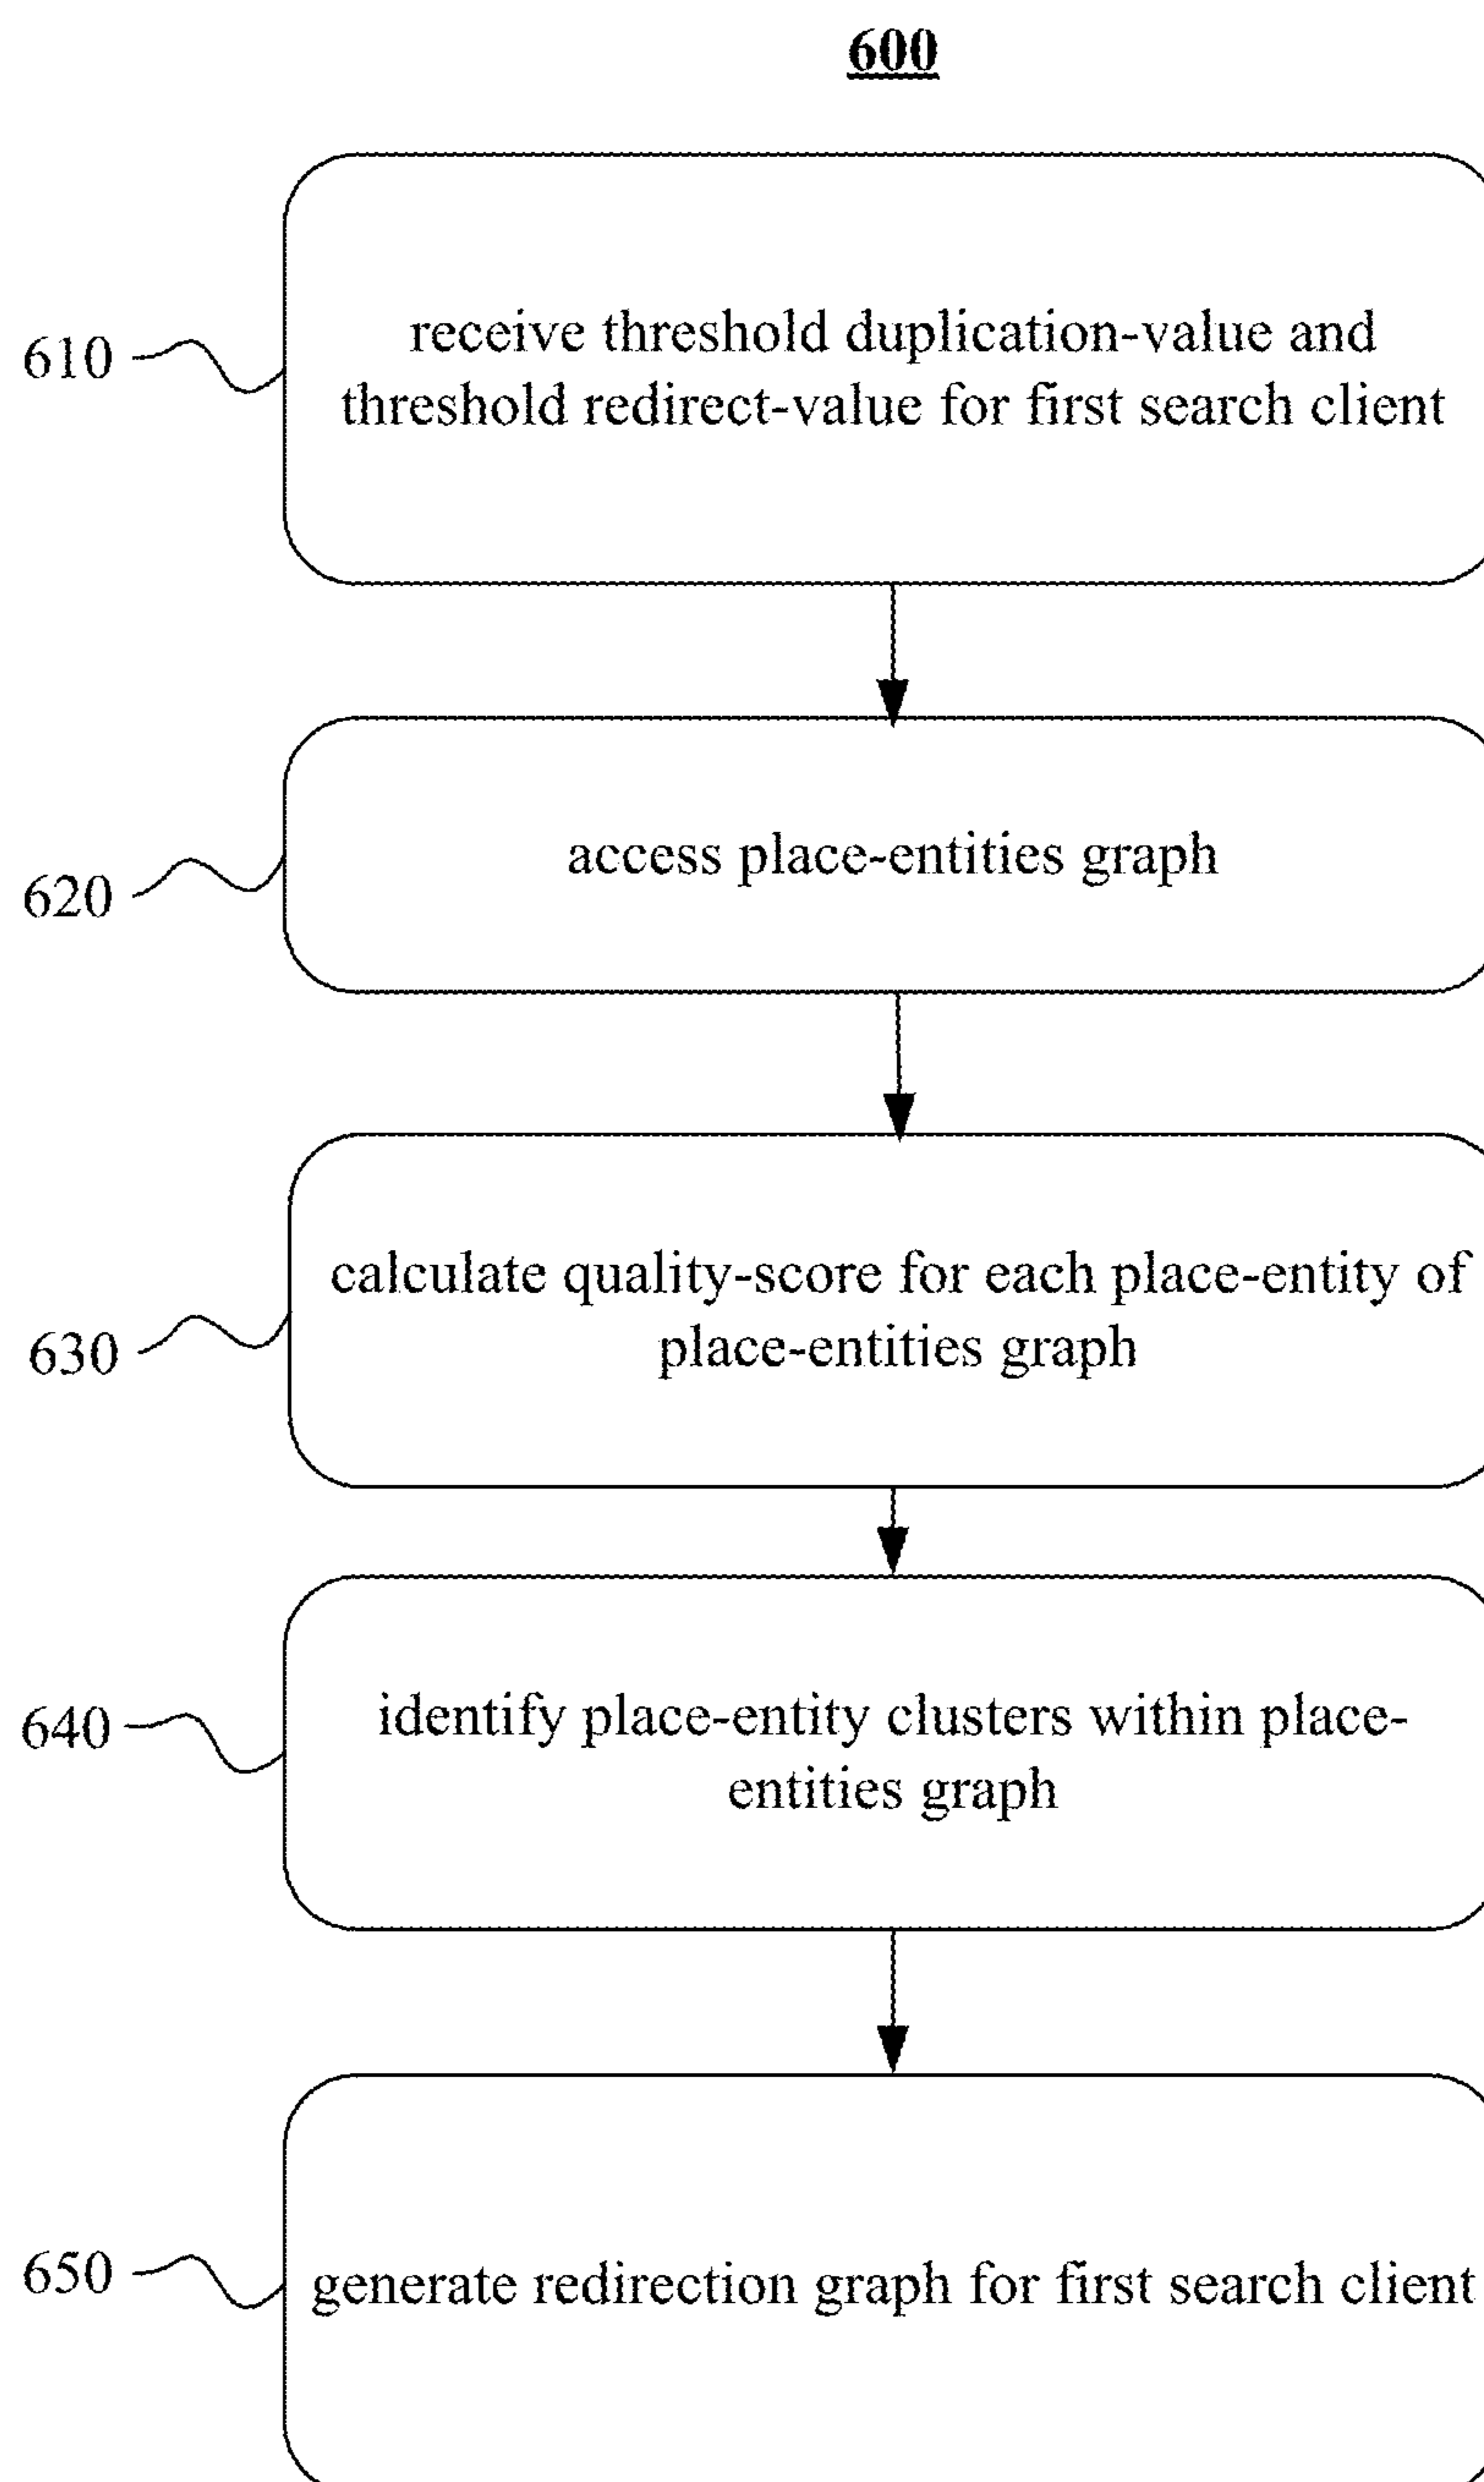 600
610
receive threshold duplication-value and
threshold redirect-value for first search client
620
access place-entities graph
630
calculate quality-score for each place-entity of
place-entities graph
640
identify place-entity clusters within place-
entities graph
650
generate redirection graph for first search client